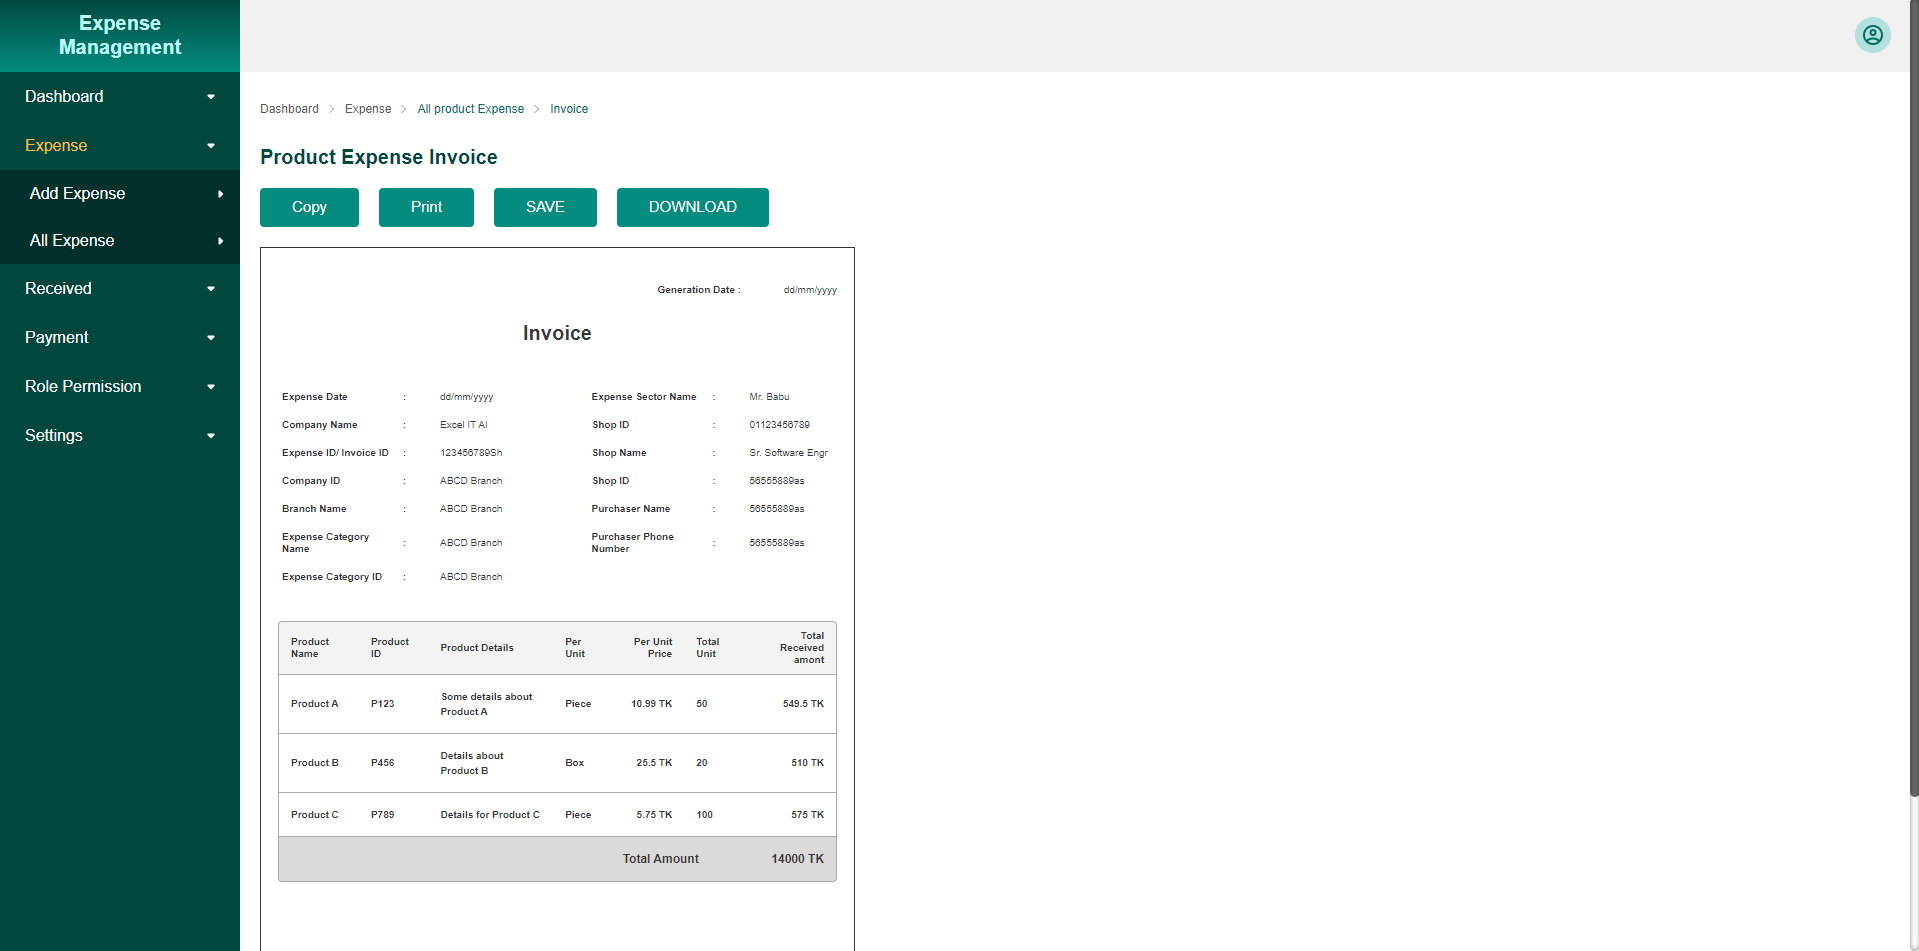 Expense
Management
Dashboard
Expense
Add Expense
All Expense
Received
Payment
Role Permission
Settings
Dashboard > Expense > All product Expense > Invoice
Product Expense Invoice
Copy Print SAVE DOWNLOAD
Generation Date : dd/mm/yyyy
Invoice
Expense Date : dd/mm/yyyy Expense Sector Name : Mr. Babu
Company Name : Excel IT AI Shop ID : 01123456789
Expense ID/ Invoice ID : 123456789Sh Shop Name : Sr. Software Engr
Company ID : ABCD Branch Shop ID : 56555889as
Branch Name : ABCD Branch Purchaser Name : 56555889as
Expense Category
Name : ABCD Branch Purchaser Phone
Number : 56555889as
Expense Category ID : ABCD Branch
Product
Name Product
ID Product Details Per
Unit Per Unit
Price Total
Unit Total
Received
amont
Product A P123 Some details about
Product A Piece 10.99 TK 50 549.5 TK
Product B P456 Details about
Product B Box 25.5 TK 20 510 TK
Product C P789 Details for Product C Piece 5.75 TK 100 575 TK
Total Amount 14000 TK